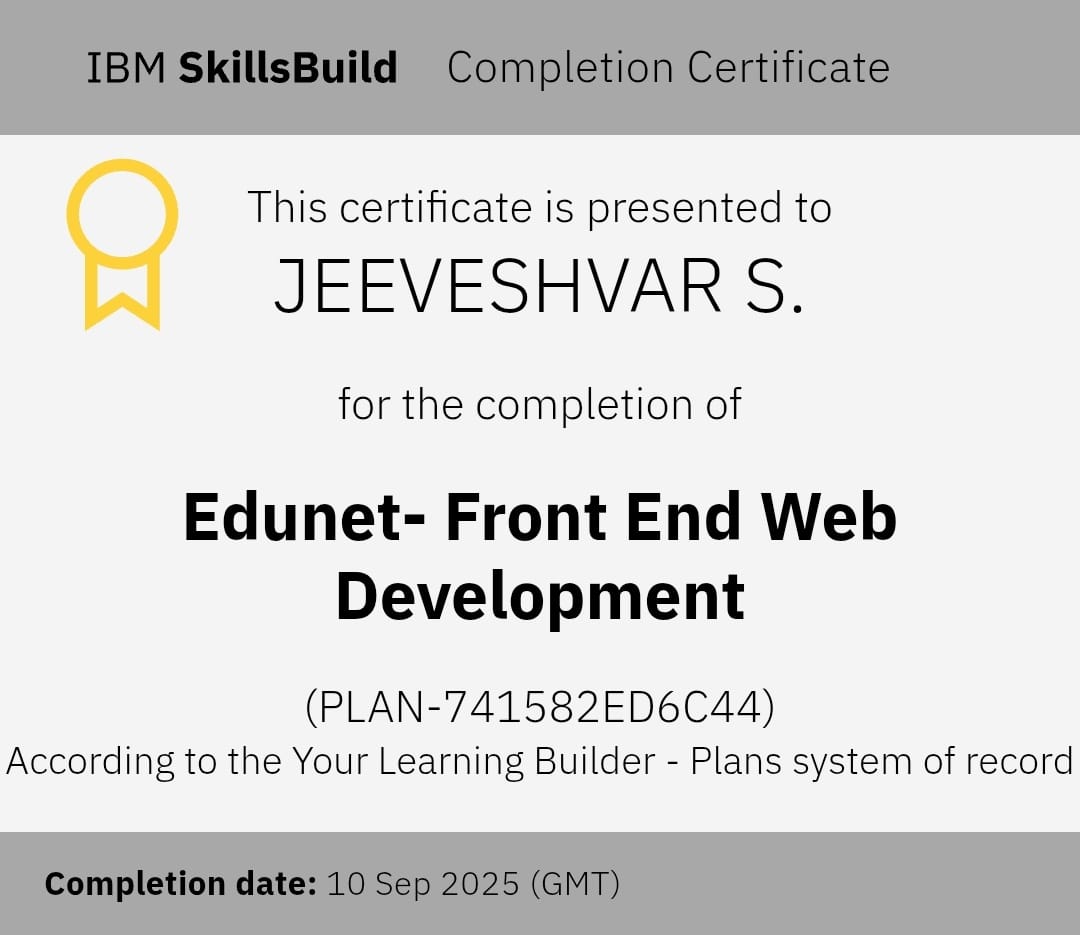 IBM SkillsBuild Completion Certificate
This certificate is presented to
JEEVESHVAR S.
for the completion of
Edunet- Front End Web
Development
(PLAN-741582ED6C44)
According to the Your Learning Builder - Plans system of record
Completion date: 10 Sep 2025 (GMT)